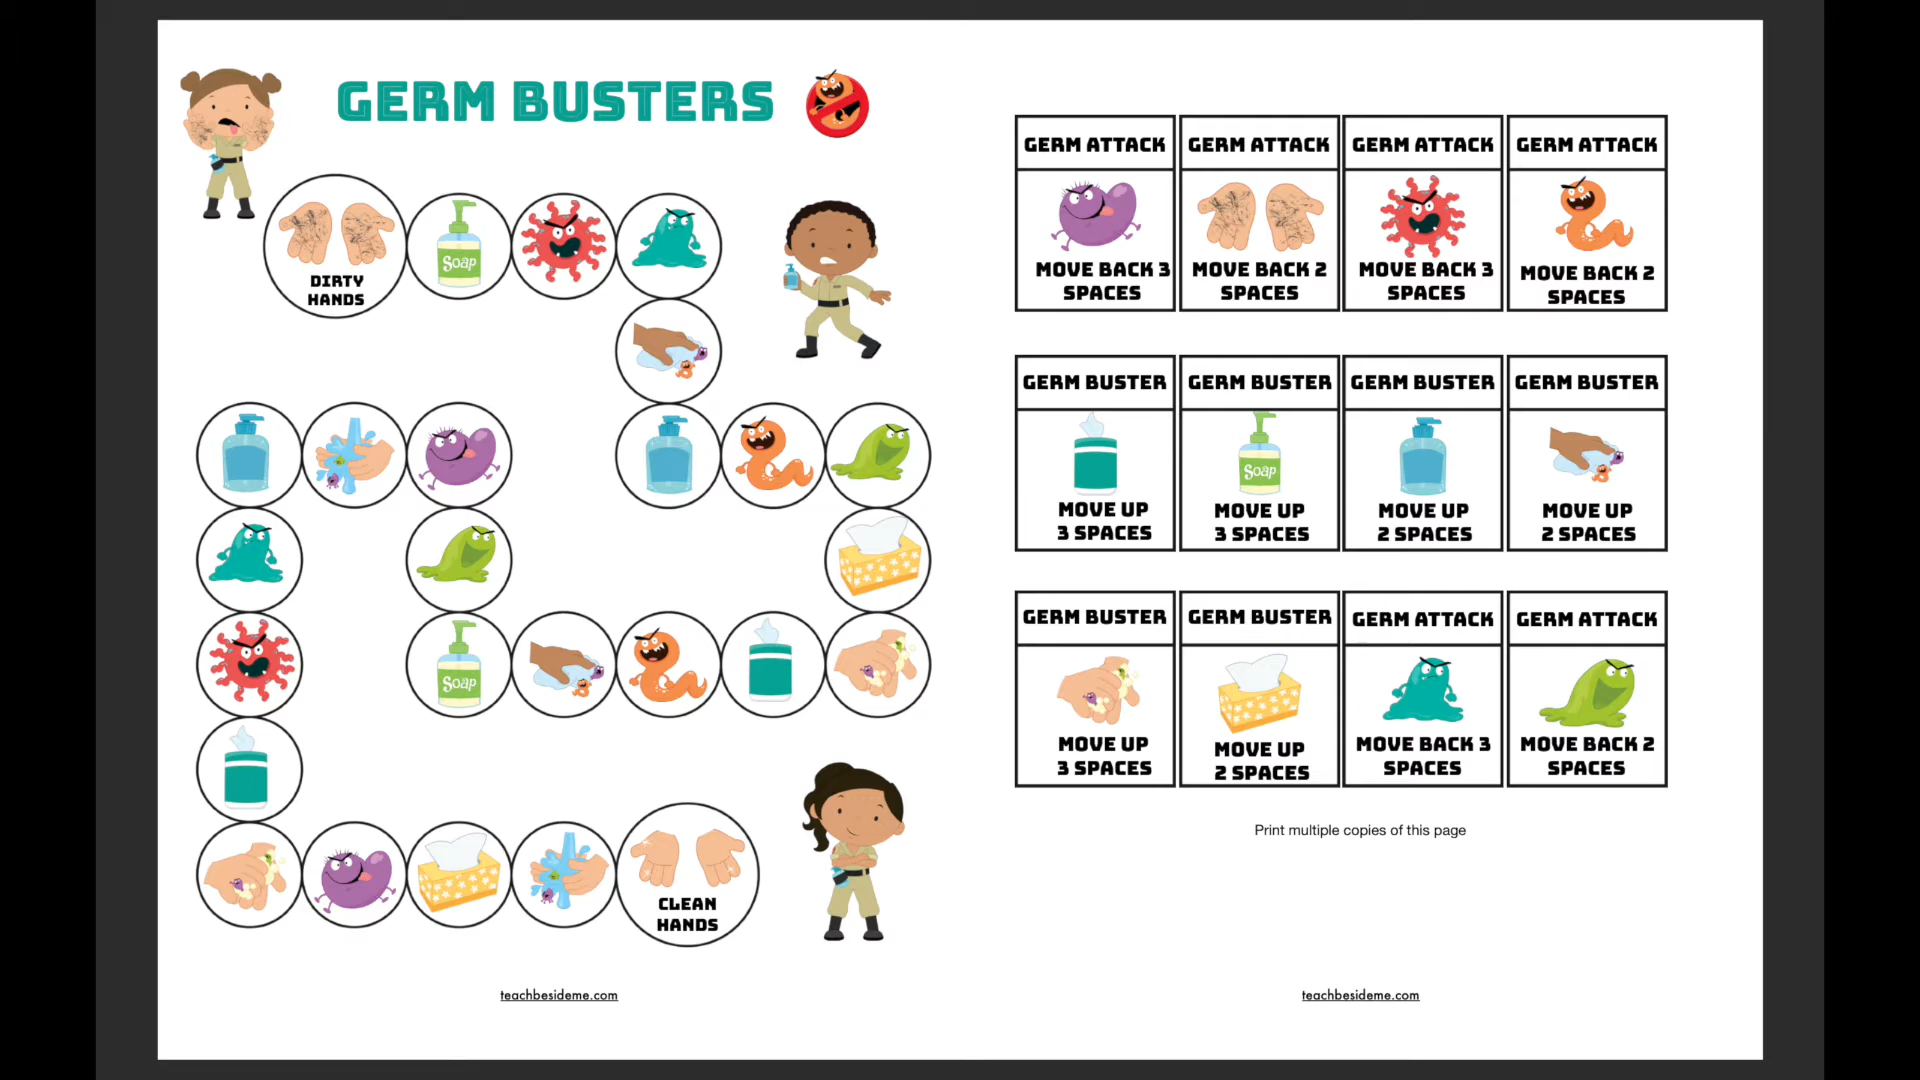 GERM BUSTERS
DIRTY
HANDS
Soap
Soap
CLEAN
HANDS
teachbesideme.com
GERM ATTACK
MOVE BACK 3
SPACES
GERM ATTACK
MOVE BACK 2
SPACES
GERM ATTACK
MOVE BACK 3
SPACES
GERM ATTACK
MOVE BACK 2
SPACES
GERM BUSTER
MOVE UP
3 SPACES
GERM BUSTER
Soap
MOVE UP
3 SPACES
GERM BUSTER
MOVE UP
2 SPACES
GERM BUSTER
MOVE UP
2 SPACES
GERM BUSTER
MOVE UP
3 SPACES
GERM BUSTER
MOVE UP
2 SPACES
GERM ATTACK
MOVE BACK 3
SPACES
GERM ATTACK
MOVE BACK 2
SPACES
Print multiple copies of this page
teachbesideme.com